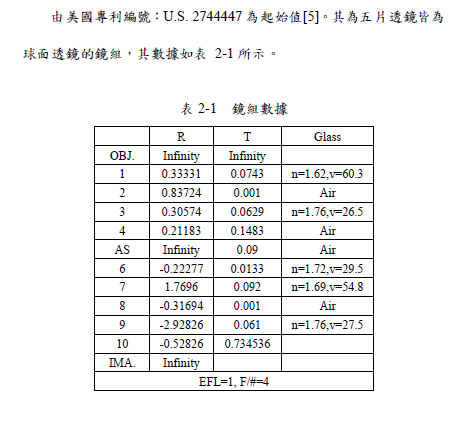 由美國專利編號：U.S. 2744447 為起始值[5]。其為五片透鏡皆為
球面透鏡的鏡組，其數據如表 2-1 所示。
表 2-1 鏡組數據
R T Glass
OBJ. Infinity Infinity
1 0.33331 0.0743 n=1.62,v=60.3
2 0.83724 0.001 Air
3 0.30574 0.0629 n=1.76,v=26.5
4 0.21183 0.1483 Air
AS Infinity 0.09 Air
6 -0.22277 0.0133 n=1.72,v=29.5
7 1.7696 0.092 n=1.69,v=54.8
8 -0.31694 0.001 Air
9 -2.92826 0.061 n=1.76,v=27.5
10 -0.52826 0.734536
IMA. Infinity
EFL=1, F/#=4